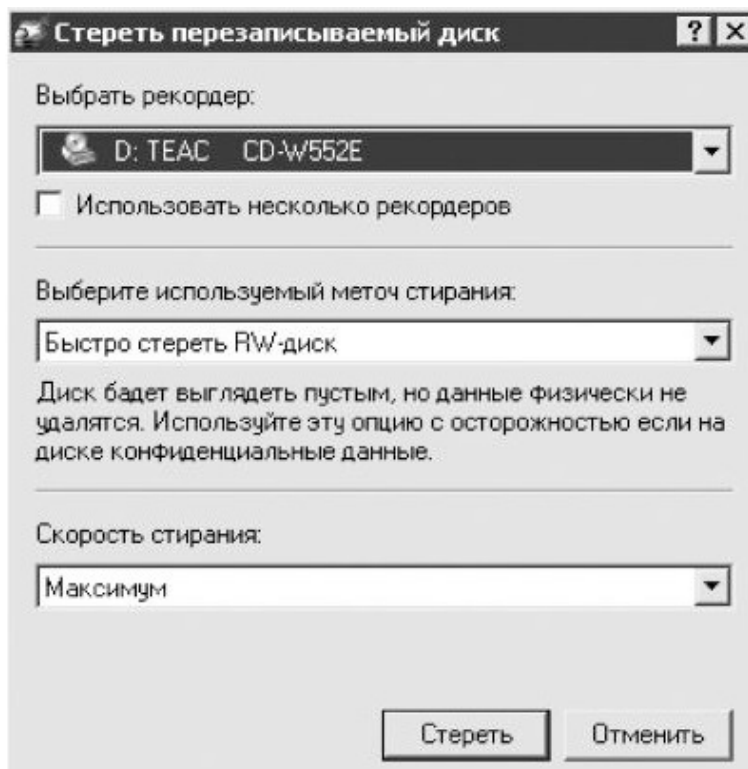 Стереть перезаписываемый диск
Выбрать рекордер:
D: TEAC CD-W552E
Использовать несколько рекордеров
Выберите используемый меточ стирания:
Быстро стереть RW-диск
Диск бадет выглядеть пустым, но данные физически не
удалятся. Используйте эту опцию с осторожностью если на
диске конфиденциальные данные.
Скорость стирания:
Максимум
Стереть Отменить